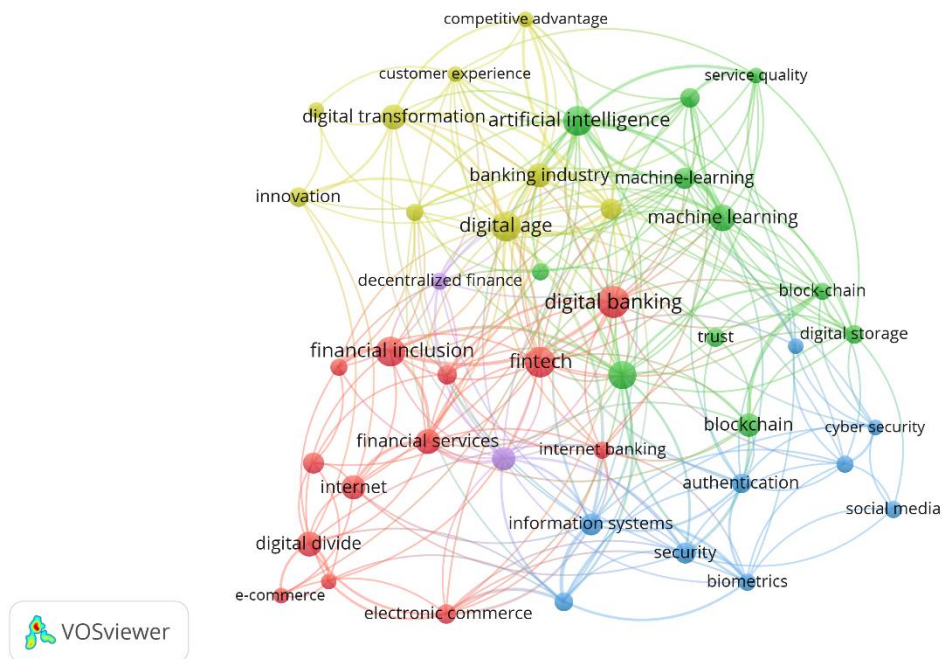 competitive advantage
customer experience
service quality
digital transformation
artificial intelligence
banking industry
machine-learning
innovation
digital age
machine learning
decentralized finance
block-chain
digital banking
digital storage
trust
financial inclusion
fintech
blockchain
cyber security
financial services
internet banking
internet
authentication
social media
information systems
digital divide
security
biometrics
e-commerce
electronic commerce
VOSviewer